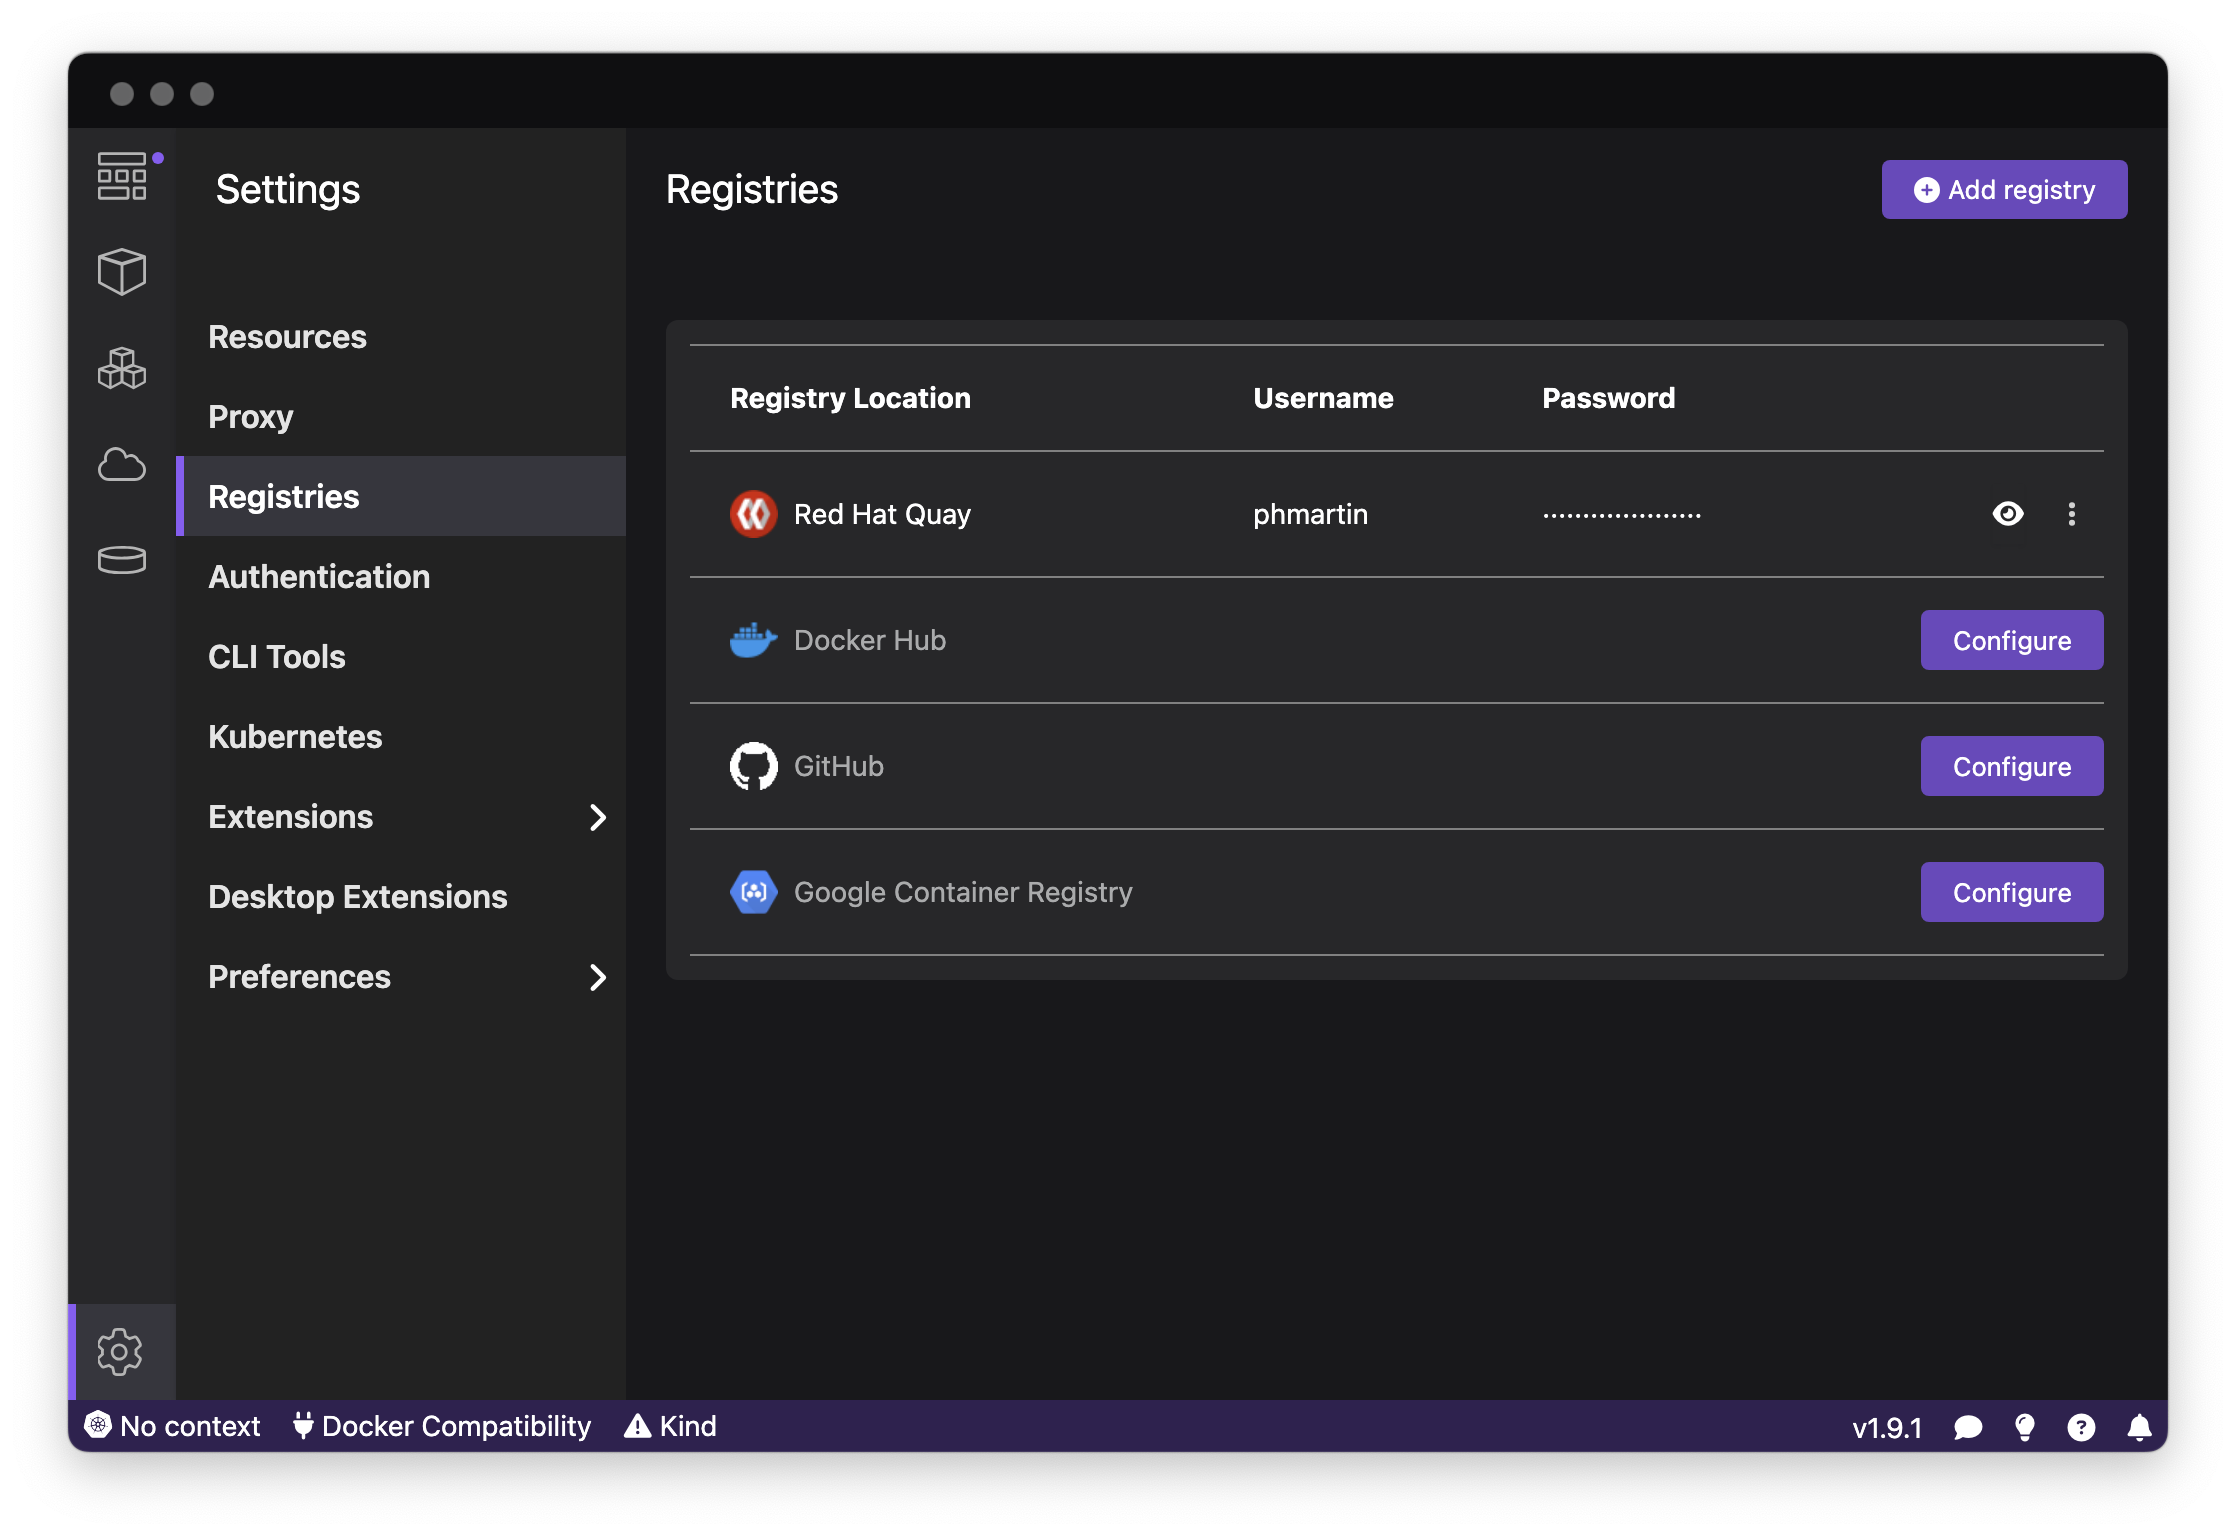 Settings
Resources
Proxy
Registries
Authentication
CLI Tools
Kubernetes
Extensions
Desktop Extensions
Preferences
Registries
Add registry
Registry Location Username Password
Red Hat Quay phmartin ····················
Docker Hub Configure
GitHub Configure
Google Container Registry Configure
No context Docker Compatibility Kind v1.9.1